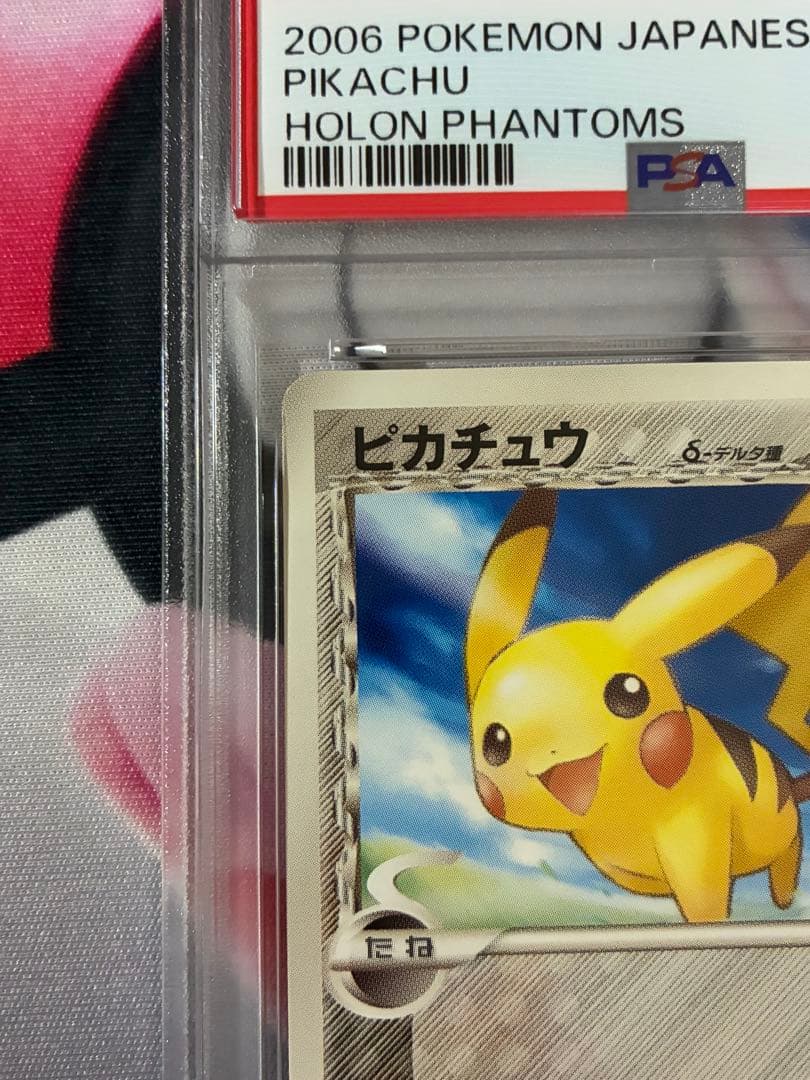 2006 POKEMON JAPANES
PIKACHU
HOLON PHANTOMS
PSA
ピカチュウ δ-デルタ種
たね